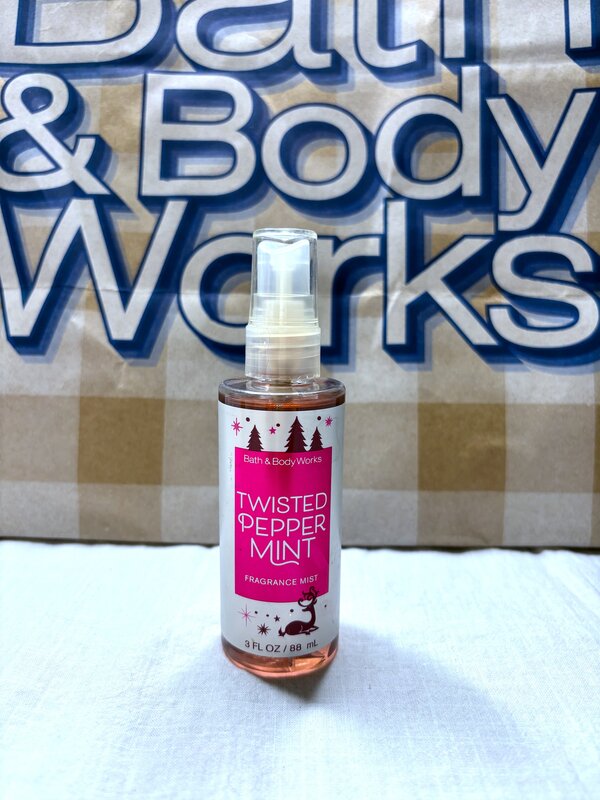 Bath
& Body
Works
Bath & Body Works
TWISTED
PEPPER
MINT
FRAGRANCE MIST
3 FL OZ / 88 mL